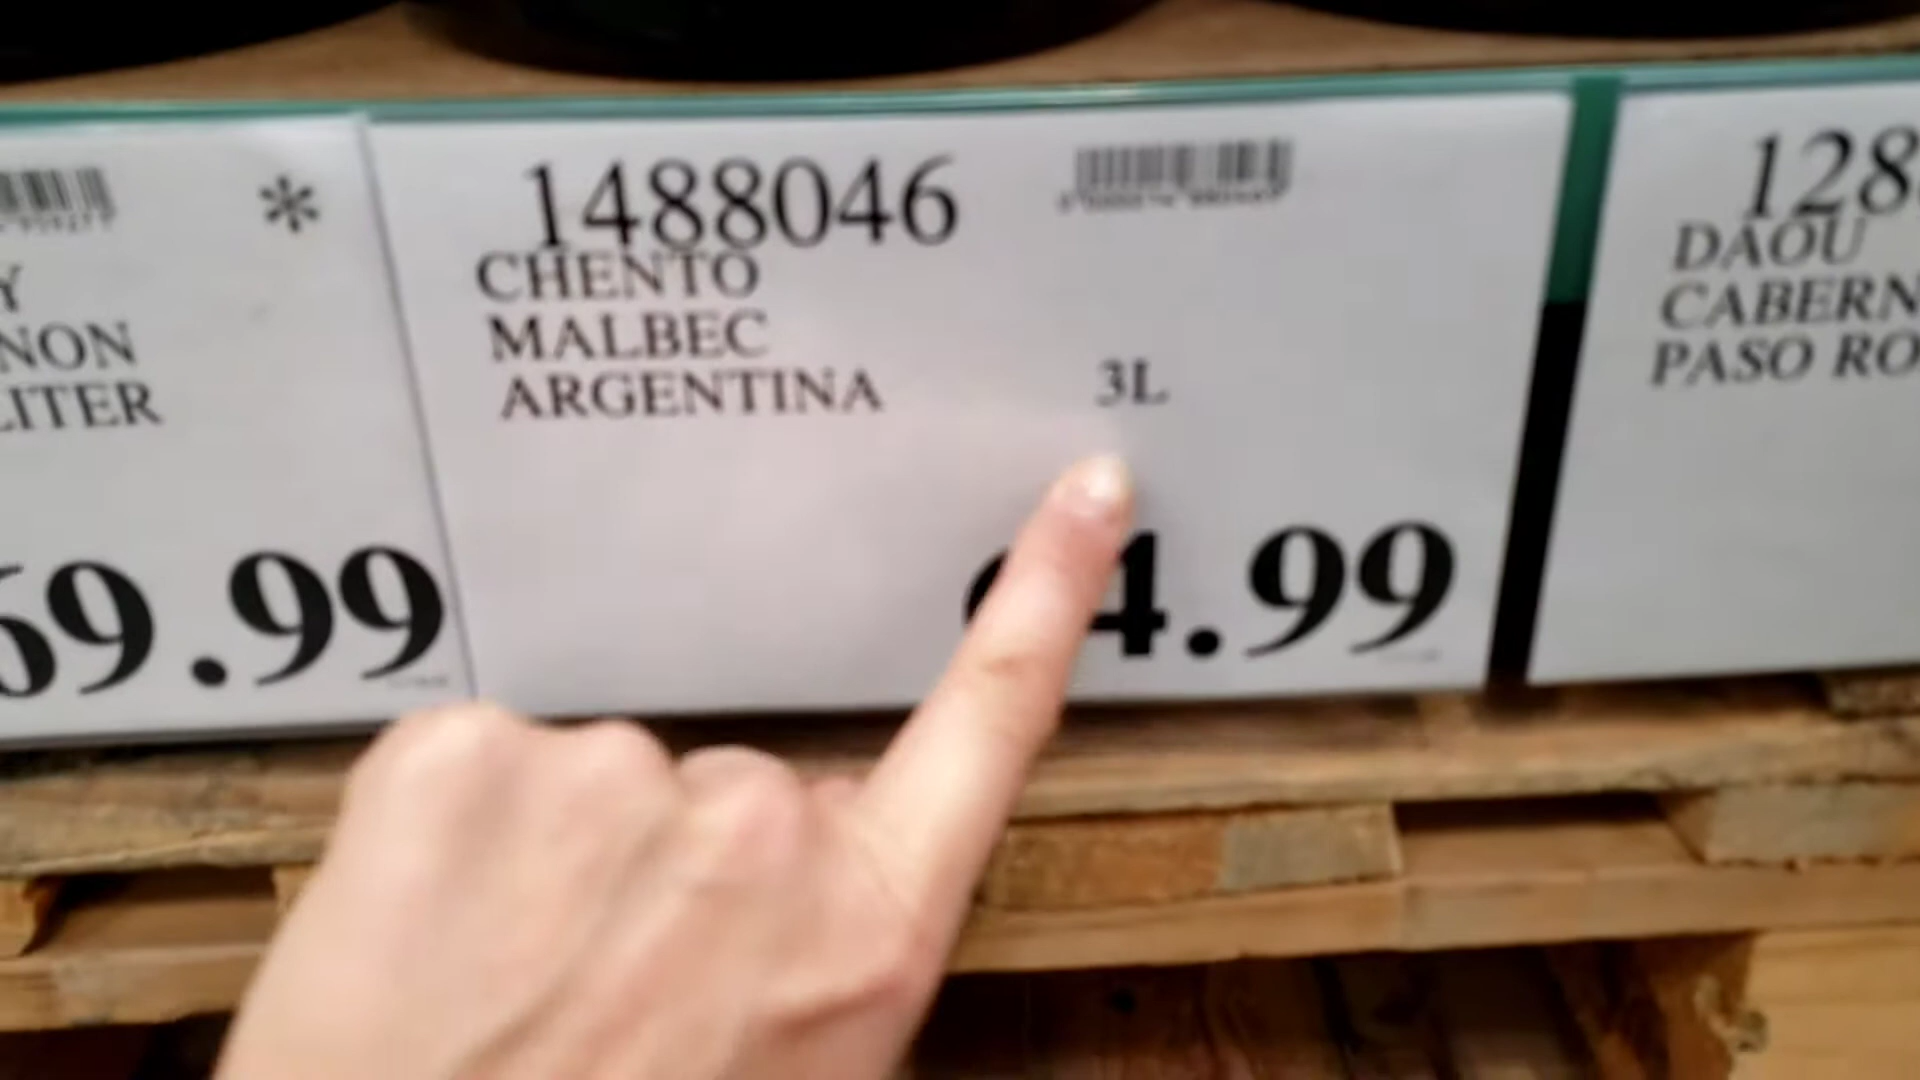 *
Y
NON
LITER
69.99
1488046
CHENTO
MALBEC
ARGENTINA 3L
4.99
128
DAOU
CABERN
PASO RO